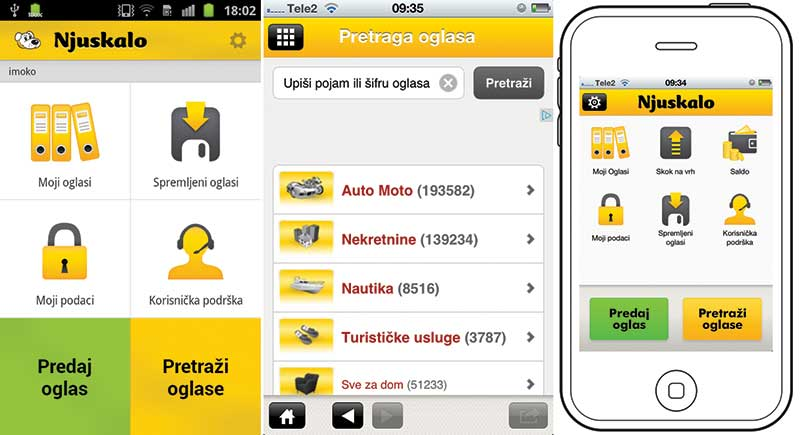 18:02
Njuskalo
imoko
Moji oglasi
Spremljeni oglasi
Moji podaci
Korisnička podrška
Predaj
oglas
Pretraži
oglase
Tele2
09:35
Pretraga oglasa
Upiši pojam ili šifru oglasa
Pretraži
Auto Moto (193582)
Nekretnine (139234)
Nautika (8516)
Turističke usluge (3787)
Sve za dom (51233)
Tele2
09:34
Njuskalo
Moji Oglasi
Skok na vrh
Saldo
Moji podaci
Spremljeni
oglasi
Korisnička
podrška
Predaj
oglas
Pretraži
oglase